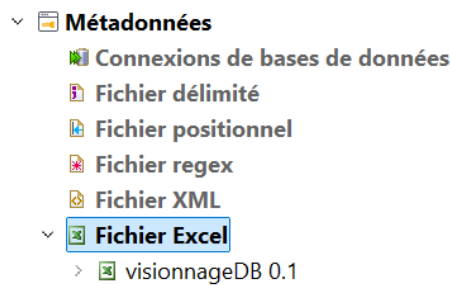 Métadonnées
Connexions de bases de données
Fichier délimité
Fichier positionnel
Fichier regex
Fichier XML
Fichier Excel
visionnageDB 0.1